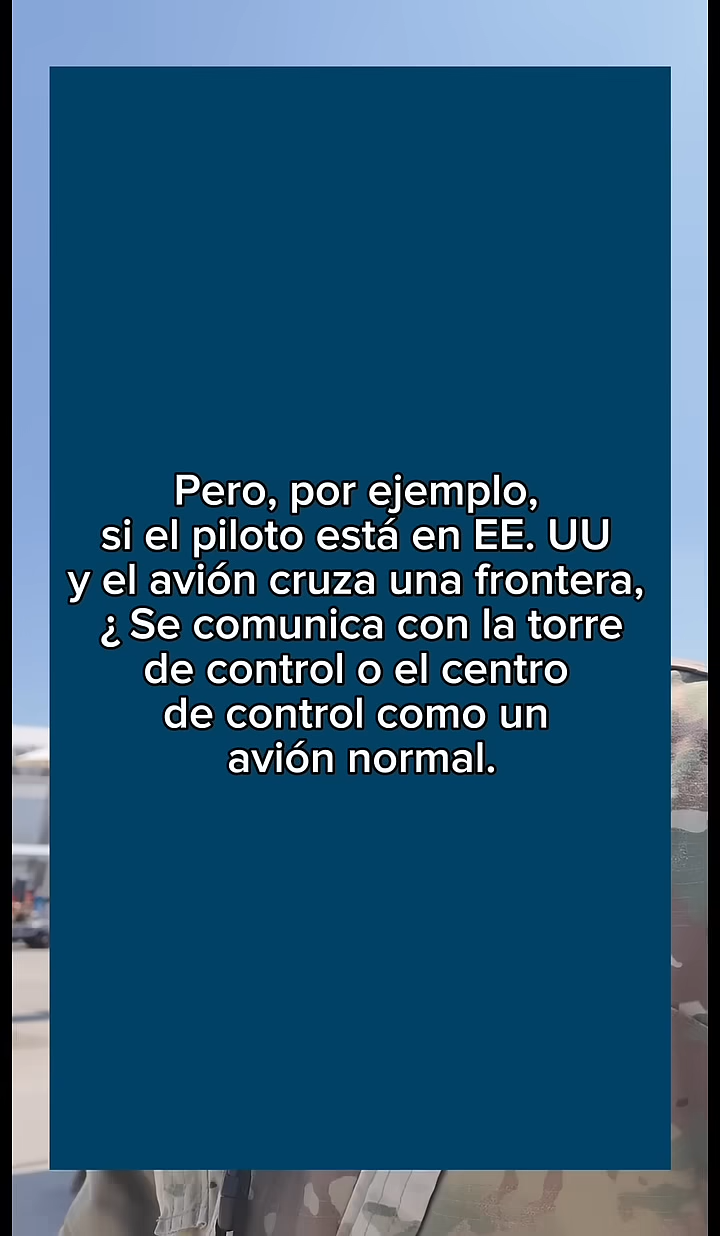 Pero, por ejemplo,
si el piloto está en EE. UU
y el avión cruza una frontera,
¿ Se comunica con la torre
de control o el centro
de control como un
avión normal.